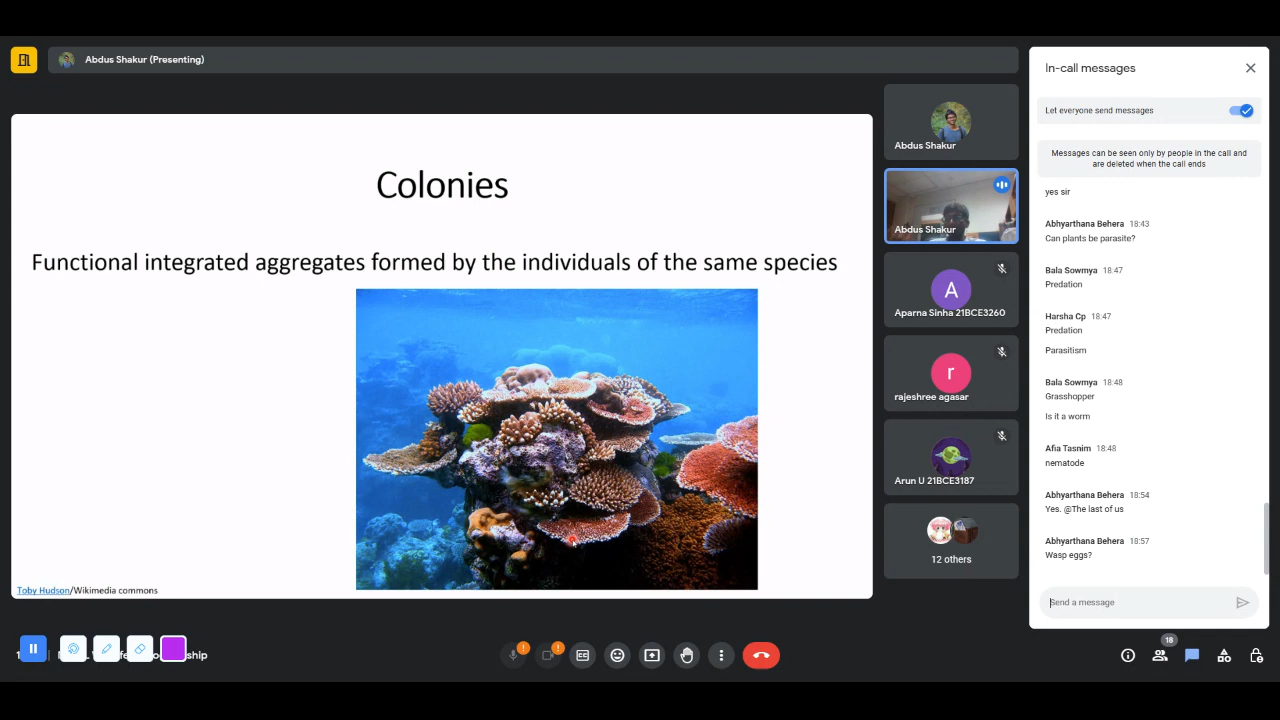 Abdus Shakur (Presenting)
Colonies
Functional integrated aggregates formed by the individuals of the same species
Toby Hudson/Wikimedia commons
Abdus Shakur
Abdus Shakur
A
Aparna Sinha 21BCE3260
r
rajeshree agasar
Arun U 21BCE3187
12 others
In-call messages
Let everyone send messages
Messages can be seen only by people in the call and
are deleted when the call ends
yes sir
Abhyarthana Behera 18:43
Can plants be parasite?
Bala Sowmya 18:47
Predation
Harsha Cp 18:47
Predation
Parasitism
Bala Sowmya 18:48
Grasshopper
Is it a worm
Afia Tasnim 18:48
nematode
Abhyarthana Behera 18:54
Yes. @The last of us
Abhyarthana Behera 18:57
Wasp eggs?
Send a message
18